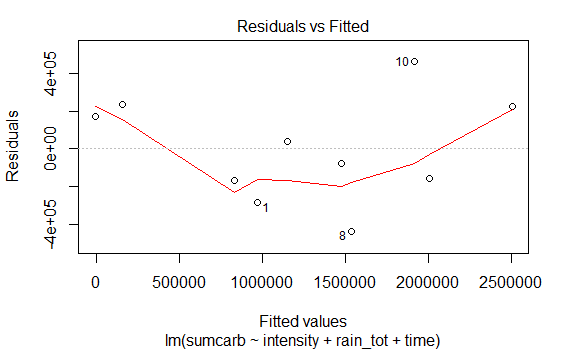 Residuals vs Fitted
Residuals
4e+05
0e+00
-4e+05
10
1
8
0 500000 1000000 1500000 2000000 2500000
Fitted values
lm(sumcarb ~ intensity + rain_tot + time)